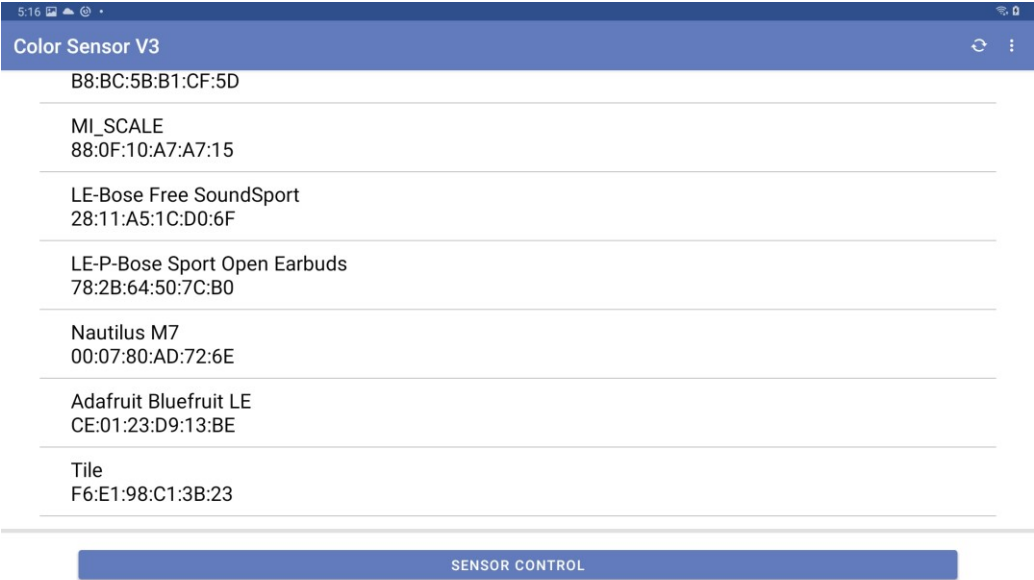 5:16
Color Sensor V3
B8:BC:5B:B1:CF:5D
MI_SCALE
88:0F:10:A7:A7:15
LE-Bose Free SoundSport
28:11:A5:1C:D0:6F
LE-P-Bose Sport Open Earbuds
78:2B:64:50:7C:B0
Nautilus M7
00:07:80:AD:72:6E
Adafruit Bluefruit LE
CE:01:23:D9:13:BE
Tile
F6:E1:98:C1:3B:23
SENSOR CONTROL